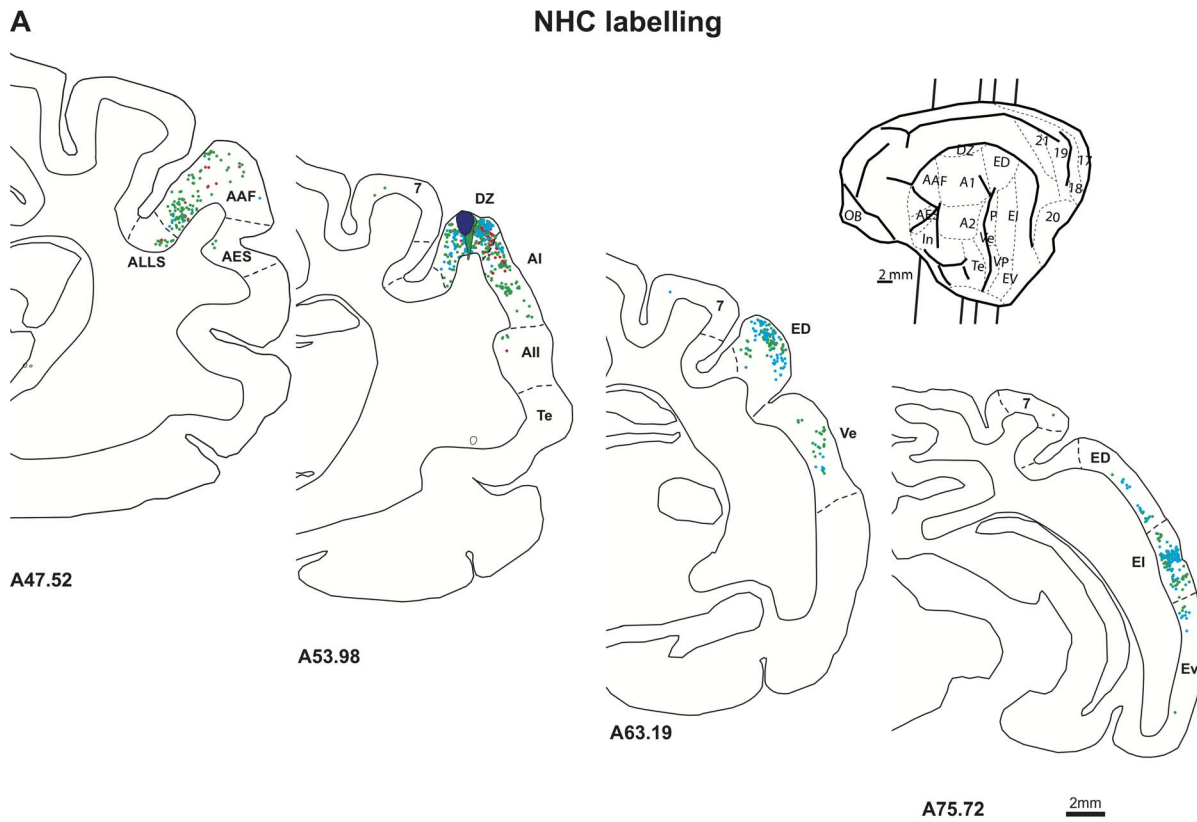 A
NHC labelling
AAF
ALLS
AES
A47.52
7
DZ
AI
AII
Te
A53.98
7
ED
Ve
A63.19
21
19
17
18
DZ
ED
AAF
A1
OB
AES
A2
P
EI
20
In
Ve
Te
VP
EV
2 mm
7
ED
EI
Ev
A75.72
2mm